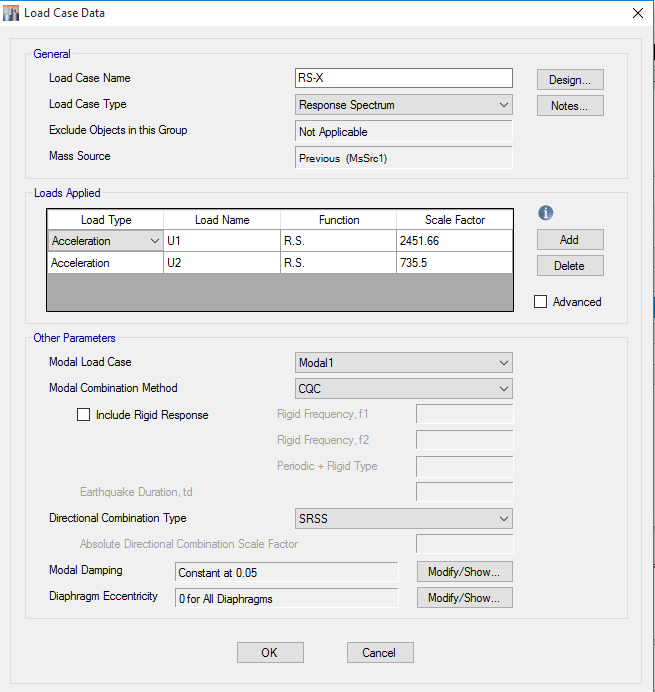 Load Case Data
General
Load Case Name RS-X Design...
Load Case Type Response Spectrum Notes...
Exclude Objects in this Group Not Applicable
Mass Source Previous (MsSrc1)
Loads Applied
Load Type Load Name Function Scale Factor
Acceleration U1 R.S. 2451.66 Add
Acceleration U2 R.S. 735.5 Delete
Advanced
Other Parameters
Modal Load Case Modal1
Modal Combination Method CQC
Include Rigid Response Rigid Frequency, f1
Rigid Frequency, f2
Periodic + Rigid Type
Earthquake Duration, td
Directional Combination Type SRSS
Absolute Directional Combination Scale Factor
Modal Damping Constant at 0.05 Modify/Show...
Diaphragm Eccentricity 0 for All Diaphragms Modify/Show...
OK Cancel